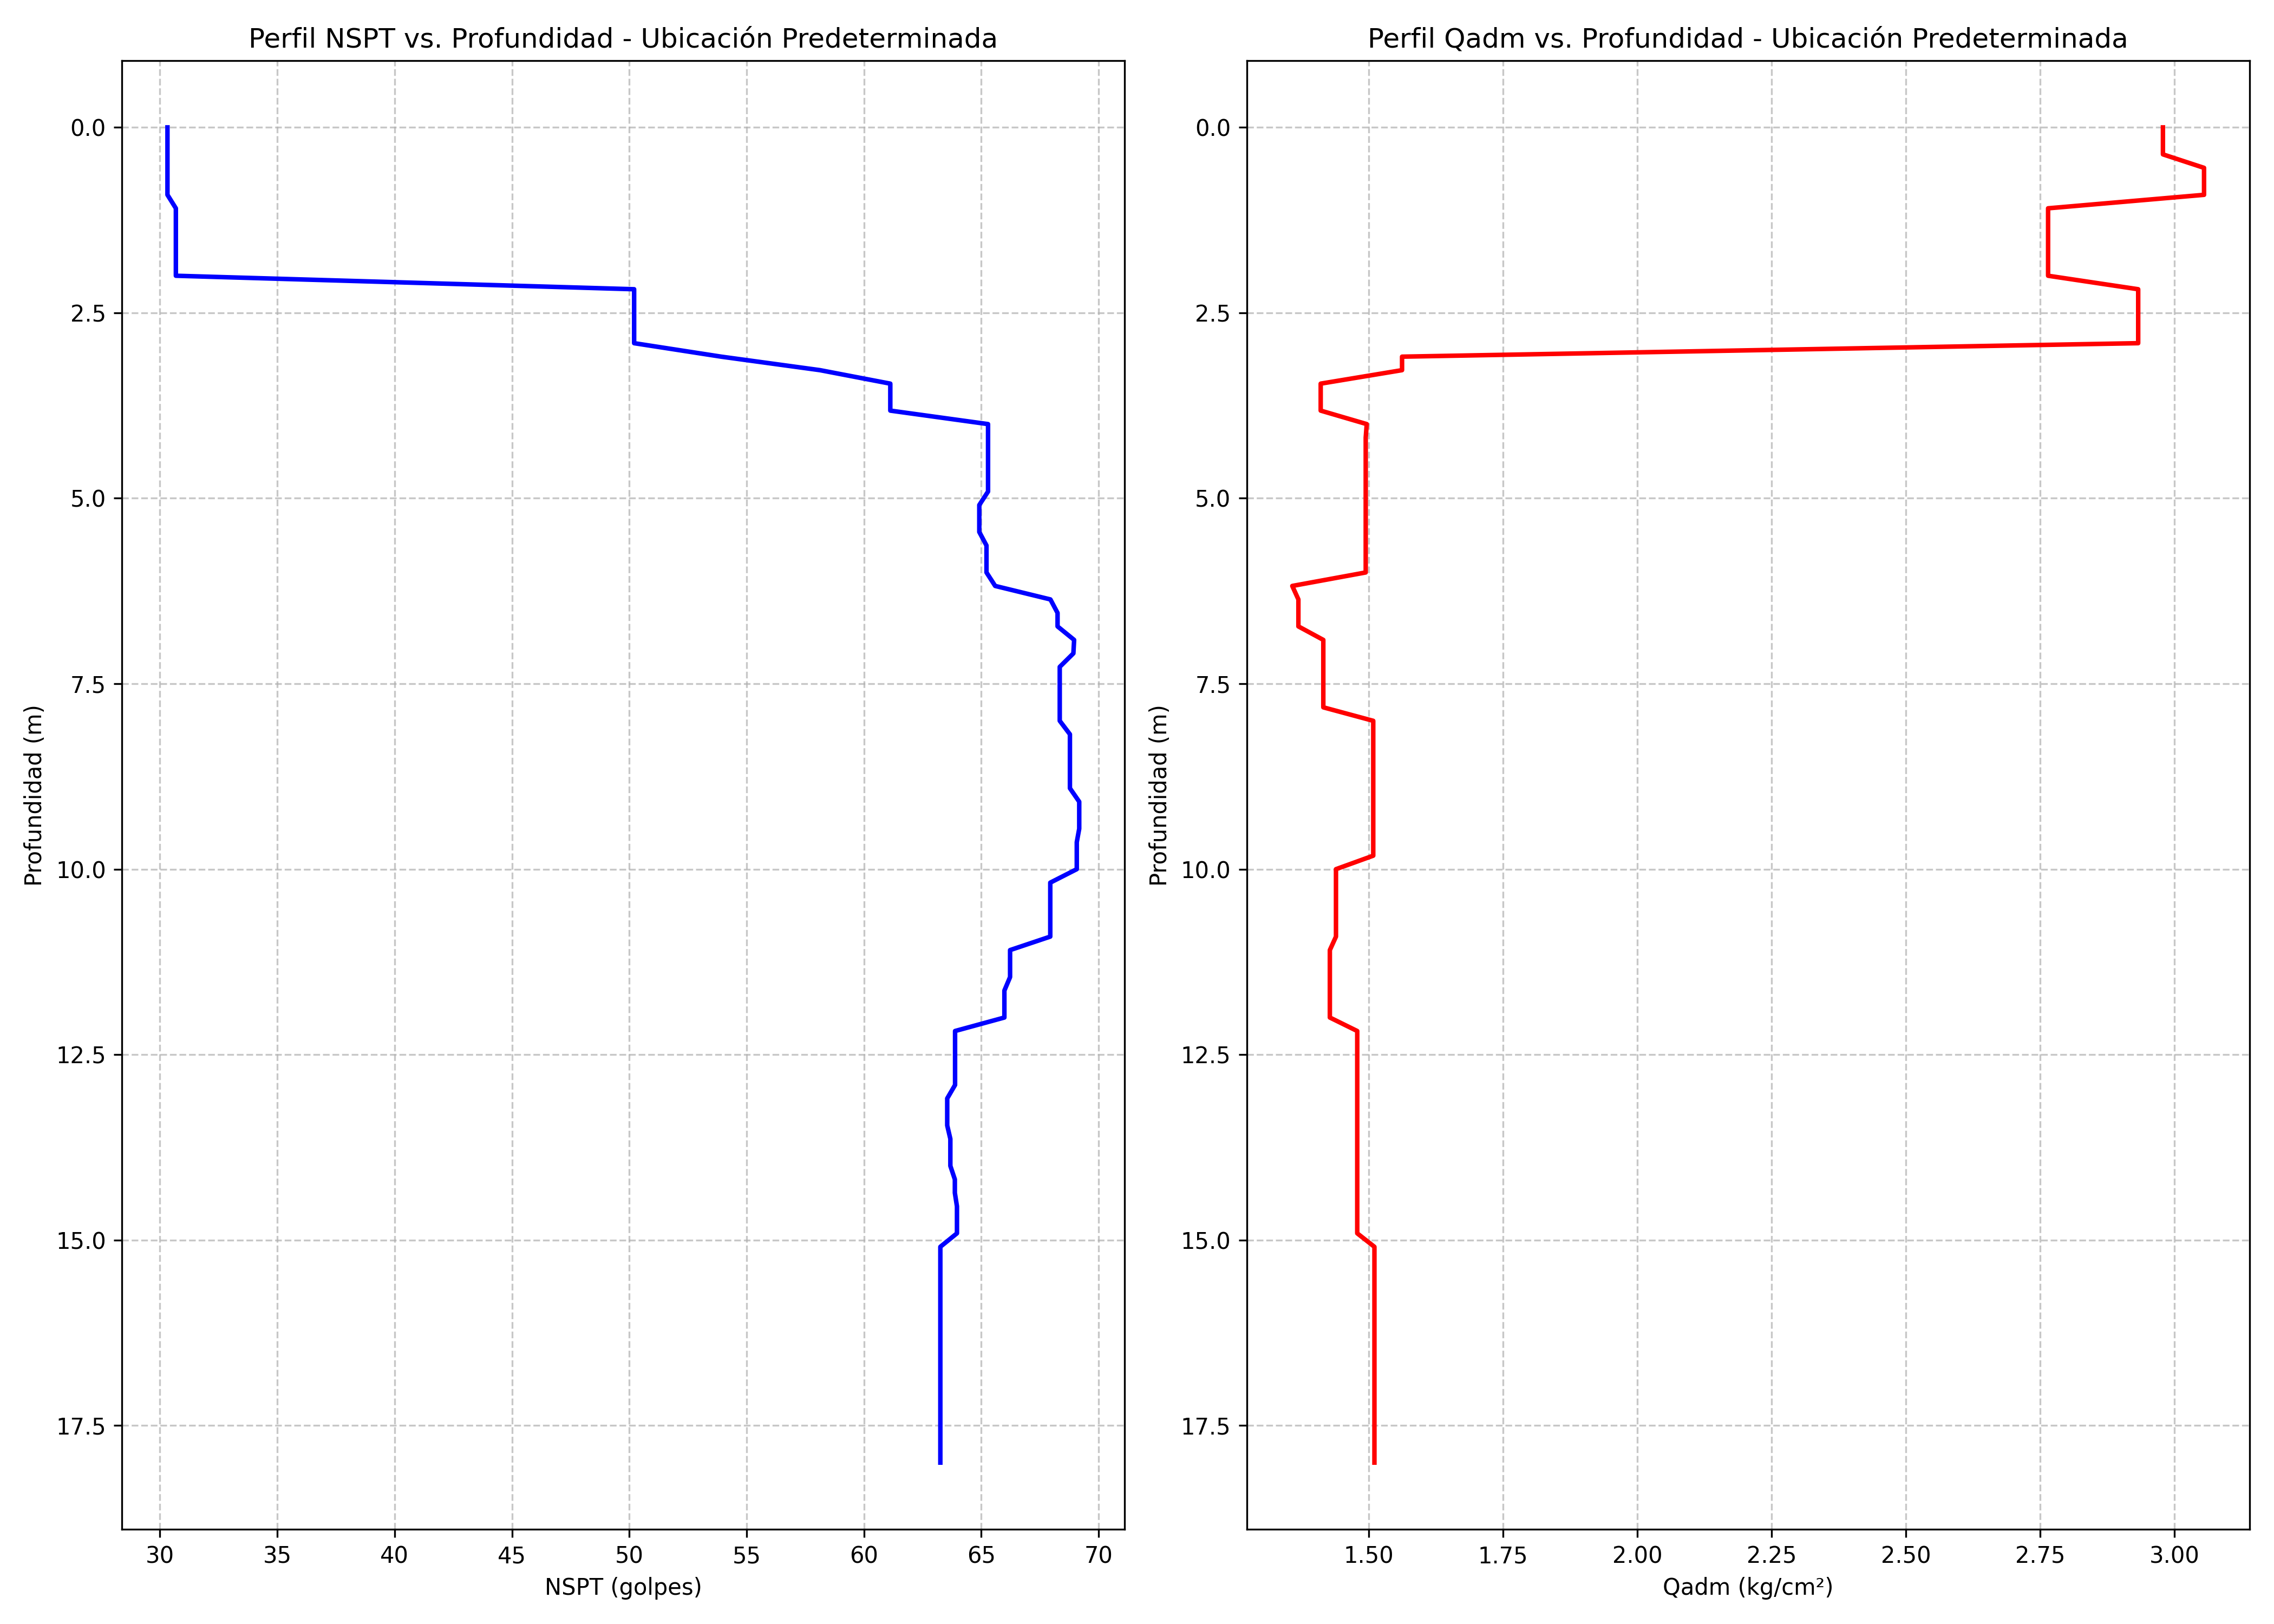 Perfil NSPT vs. Profundidad - Ubicación Predeterminada
0.0
2.5
5.0
7.5
10.0
12.5
15.0
17.5
Profundidad (m)
30 35 40 45 50 55 60 65 70
NSPT (golpes)
Perfil Qadm vs. Profundidad - Ubicación Predeterminada
0.0
2.5
5.0
7.5
10.0
12.5
15.0
17.5
Profundidad (m)
1.50 1.75 2.00 2.25 2.50 2.75 3.00
Qadm (kg/cm²)